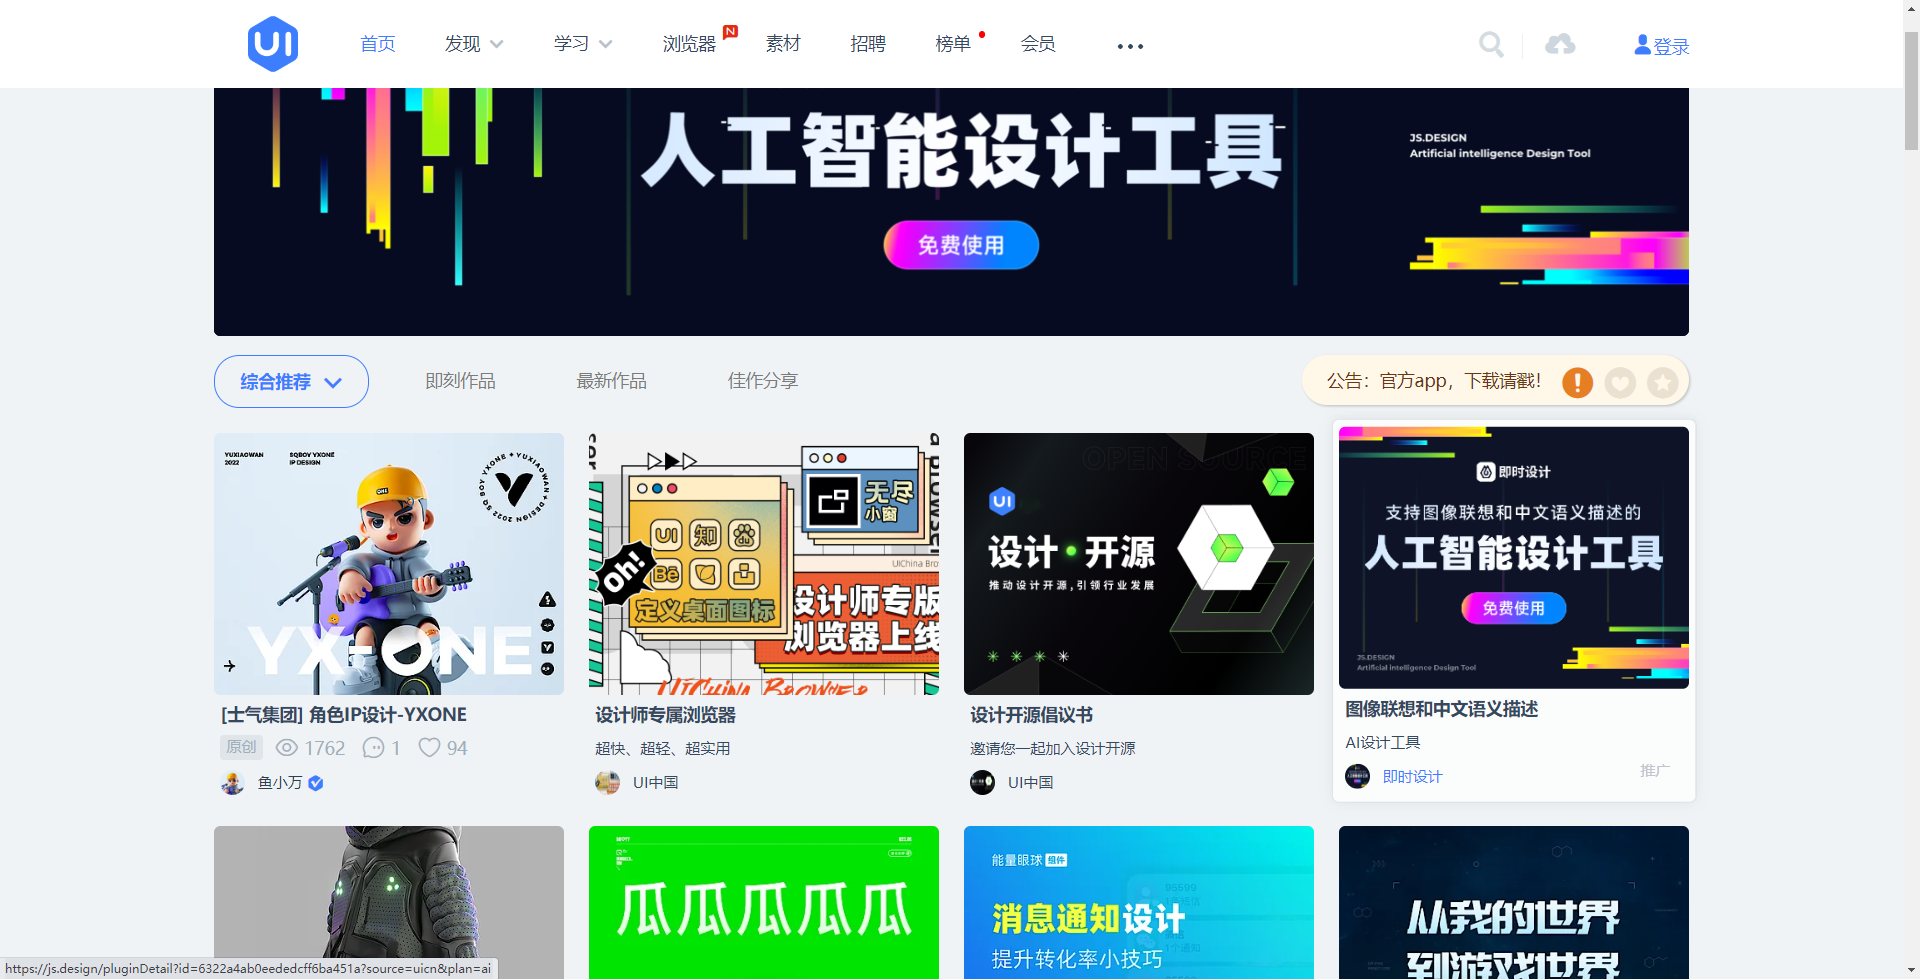 UI
首页
发现
学习
浏览器
N
素材
招聘
榜单
会员
登录
人工智能设计工具
JS.DESIGN
Artificial intelligence Design Tool
免费使用
综合推荐
即刻作品
最新作品
佳作分享
公告：官方app，下载请戳！
YUXIAOWAN
2022
SQBOY YXONE
IP DESIGN
YX-ONE
[士气集团] 角色IP设计-YXONE
原创
1762
1
94
鱼小万
无尽
小窗
UI
知
Bē
Oh!
定义桌面图标
UIChina Bro
设计师专版
浏览器上线
UICHINA BROWSER
设计师专属浏览器
超快、超轻、超实用
UI中国
OPEN SOURCE
UI
设计·开源
推动设计开源,引领行业发展
设计开源倡议书
邀请您一起加入设计开源
UI中国
即时设计
支持图像联想和中文语义描述的
人工智能设计工具
免费使用
JS.DESIGN
Artificial intelligence Design Tool
图像联想和中文语义描述
AI设计工具
即时设计
推广
瓜瓜瓜瓜瓜
能量眼球 组件
消息通知设计
提升转化率小技巧
95599
从我的世界
到游戏世界
https://js.design/pluginDetail?id=6322a4ab0eededcff6ba451a?source=uicn&plan=ai